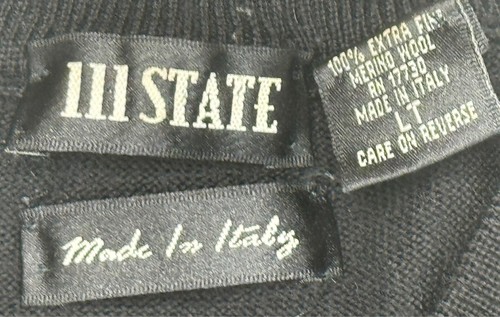 111 STATE
100% EXTRA FINE
MERINO WOOL
RN 17730
MADE IN ITALY
LT
CARE ON REVERSE
Made In Italy